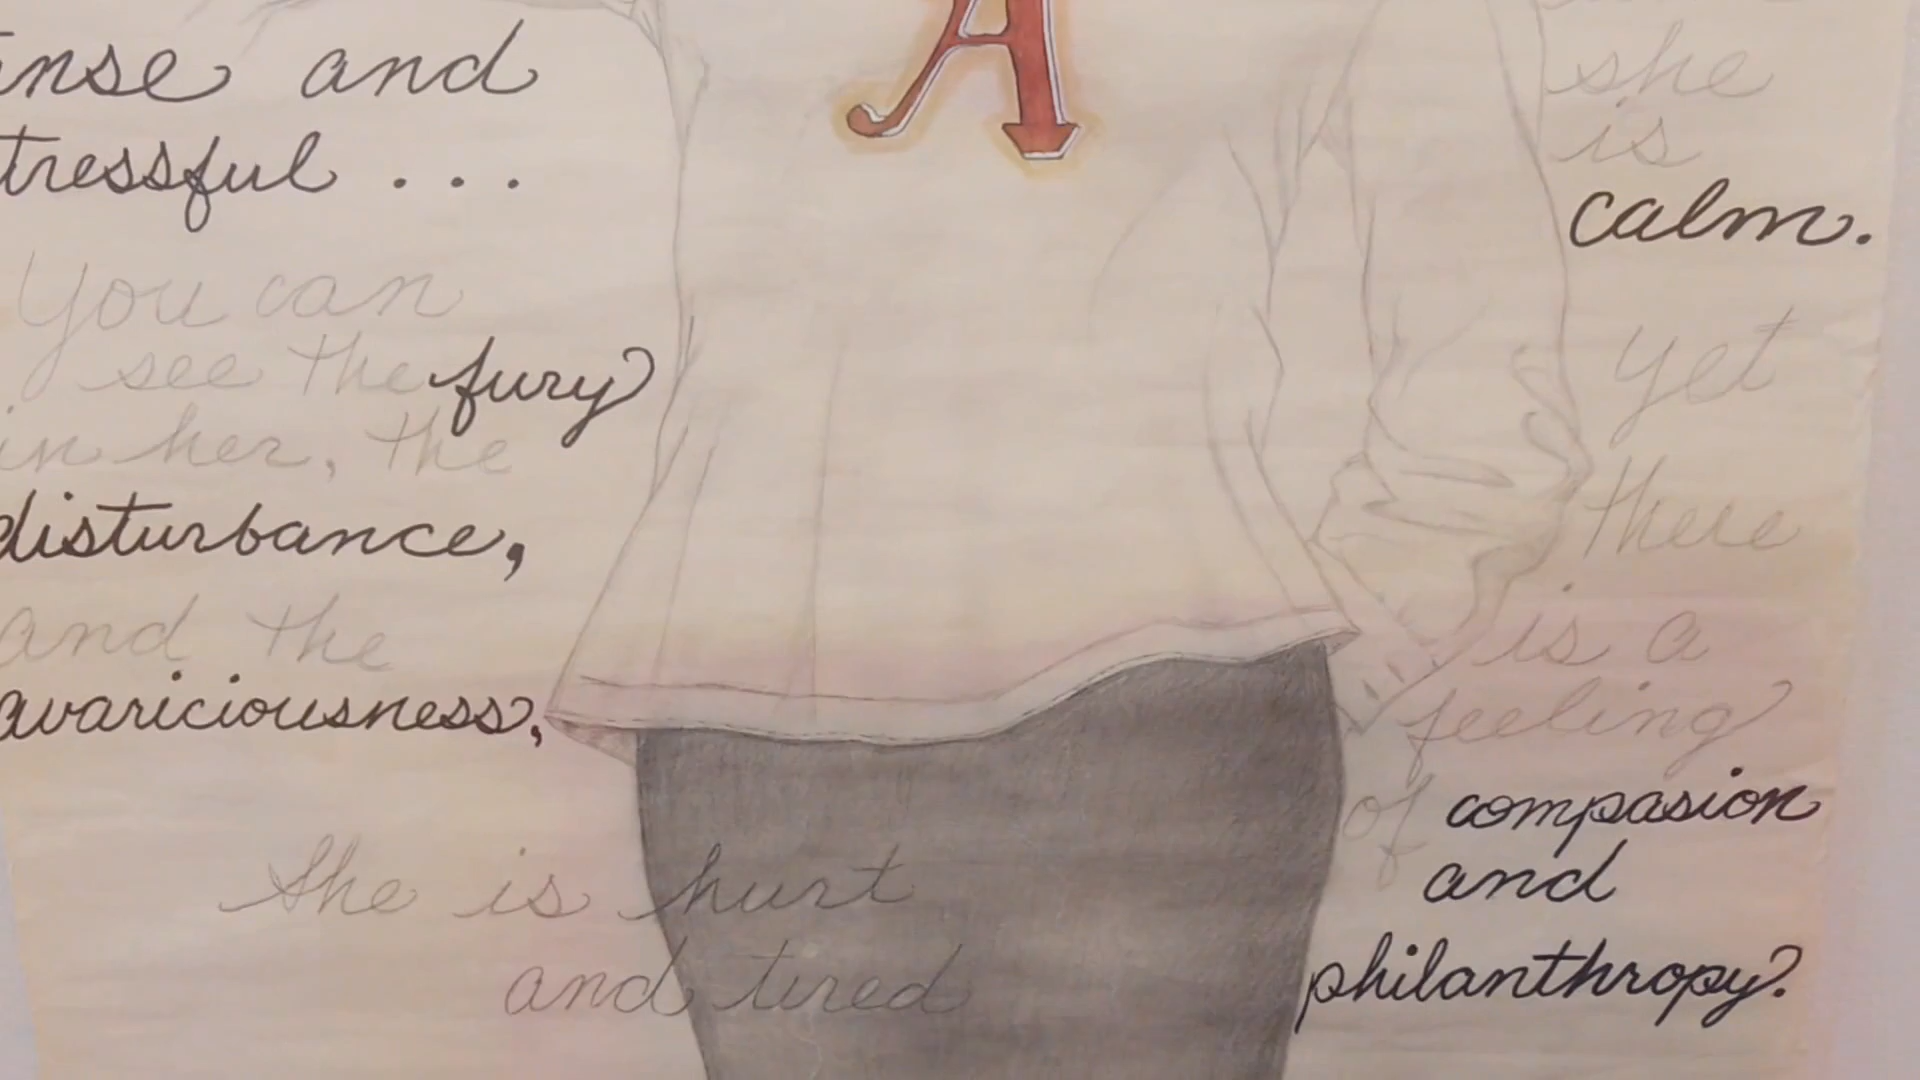 A
nse and
tressful ...
You can
see the fury
in her, the
disturbance,
and the
avariciousness,
She is hurt
and tired
she
is
calm.
yet
there
is a
feeling
of compasion
and
philanthropy?